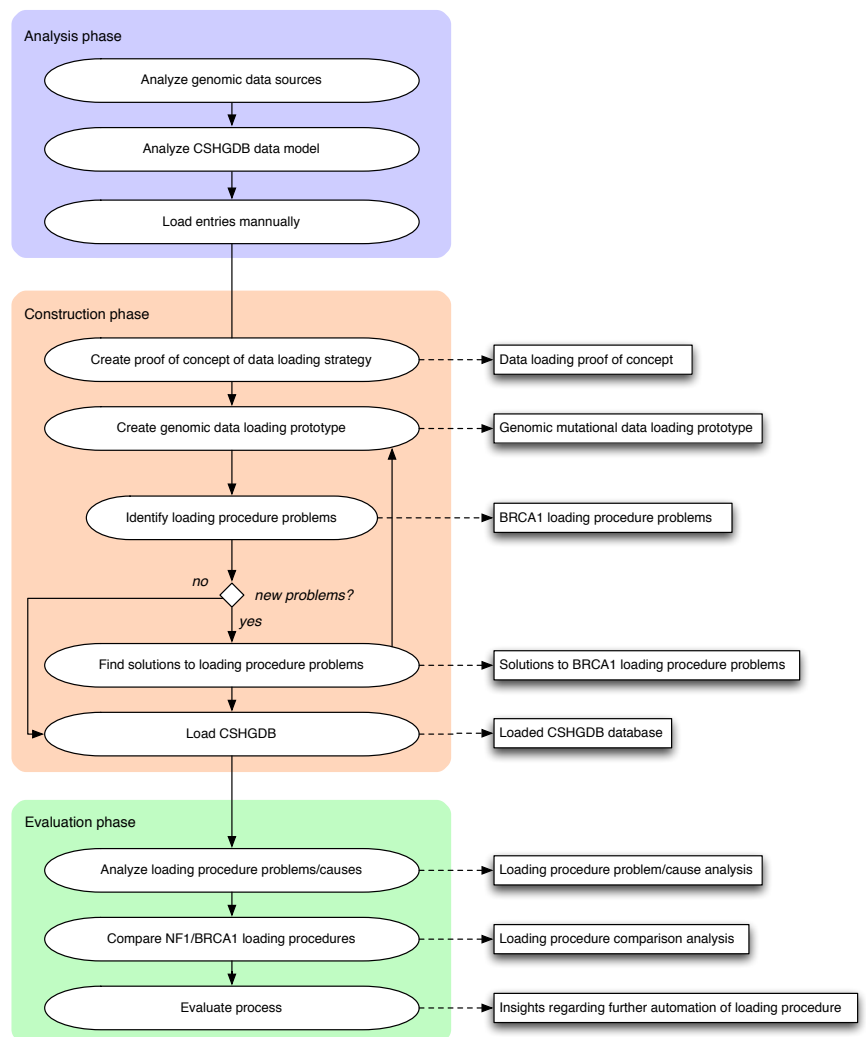 Analysis phase
Analyze genomic data sources
Analyze CSHGDB data model
Load entries mannually
Construction phase
Create proof of concept of data loading strategy
Data loading proof of concept
Create genomic data loading prototype
Genomic mutational data loading prototype
Identify loading procedure problems
BRCA1 loading procedure problems
no
new problems?
yes
Find solutions to loading procedure problems
Solutions to BRCA1 loading procedure problems
Load CSHGDB
Loaded CSHGDB database
Evaluation phase
Analyze loading procedure problems/causes
Loading procedure problem/cause analysis
Compare NF1/BRCA1 loading procedures
Loading procedure comparison analysis
Evaluate process
Insights regarding further automation of loading procedure